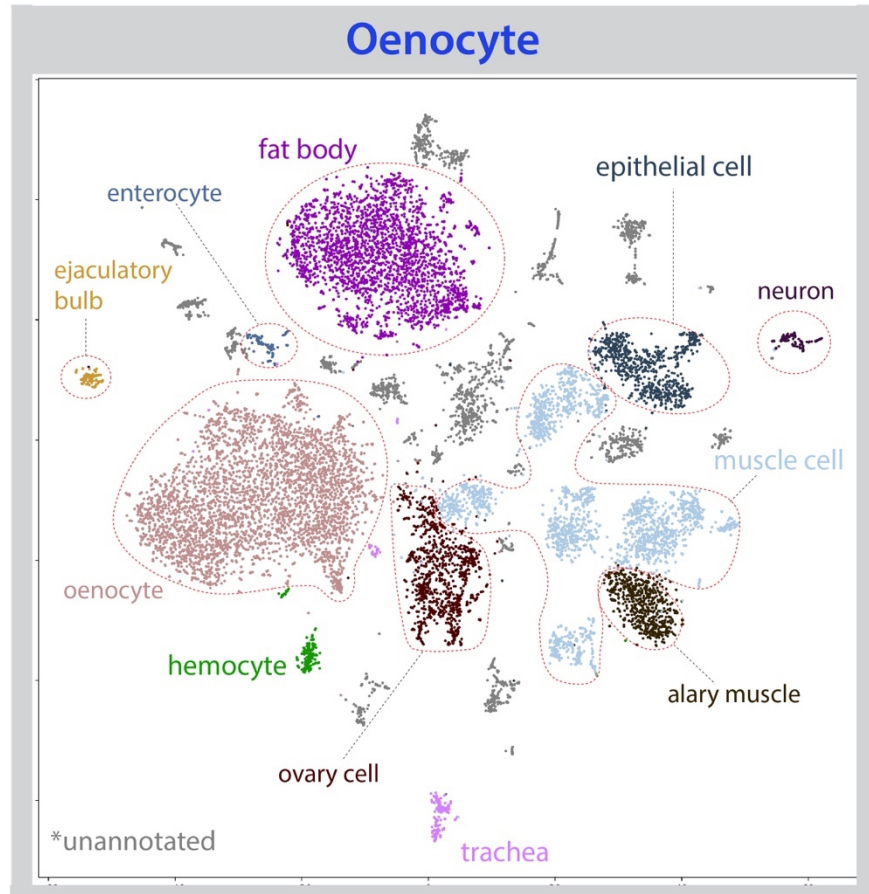 Oenocyte
fat body
epithelial cell
enterocyte
ejaculatory
bulb
neuron
muscle cell
oenocyte
hemocyte
alary muscle
ovary cell
*unannotated
trachea